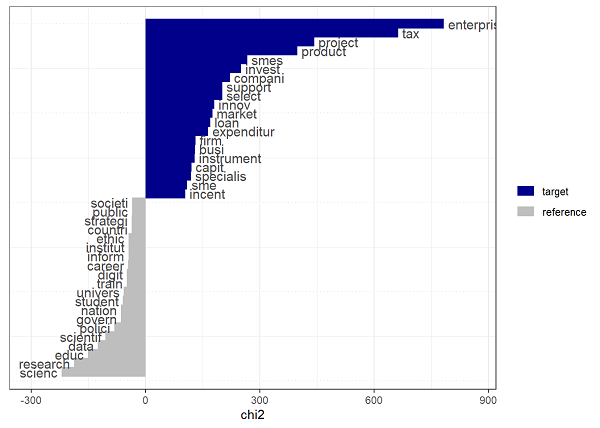 enterpris
tax
project
product
smes
invest
compani
support
select
innov
market
loan
expenditur
firm
busi
instrument
capit
specialis
sme
incent
societi
public
strategi
countri
ethic
institut
inform
career
digit
train
univers
student
nation
govern
polici
scientif
data
educ
research
scienc
target
reference
-300 0 300 600 900
chi2